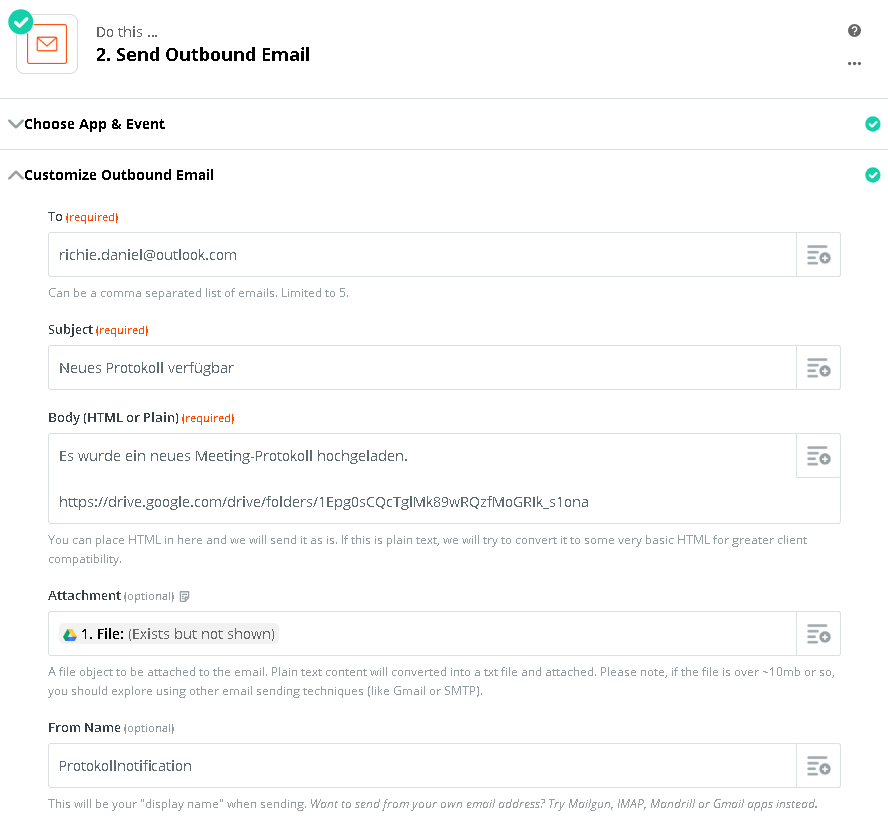 Do this ...
2. Send Outbound Email
Choose App & Event
Customize Outbound Email
To (required)
richie.daniel@outlook.com
Can be a comma separated list of emails. Limited to 5.
Subject (required)
Neues Protokoll verfügbar
Body (HTML or Plain) (required)
Es wurde ein neues Meeting-Protokoll hochgeladen.
https://drive.google.com/drive/folders/1Epg0sCQcTglMk89wRQzfMoGRIk_s1ona
You can place HTML in here and we will send it as is. If this is plain text, we will try to convert it to some very basic HTML for greater client
compatibility.
Attachment (optional)
1. File: (Exists but not shown)
A file object to be attached to the email. Plain text content will converted into a txt file and attached. Please note, if the file is over ~10mb or so,
you should explore using other email sending techniques (like Gmail or SMTP).
From Name (optional)
Protokollnotification
This will be your "display name" when sending. Want to send from your own email address? Try Mailgun, IMAP, Mandrill or Gmail apps instead.